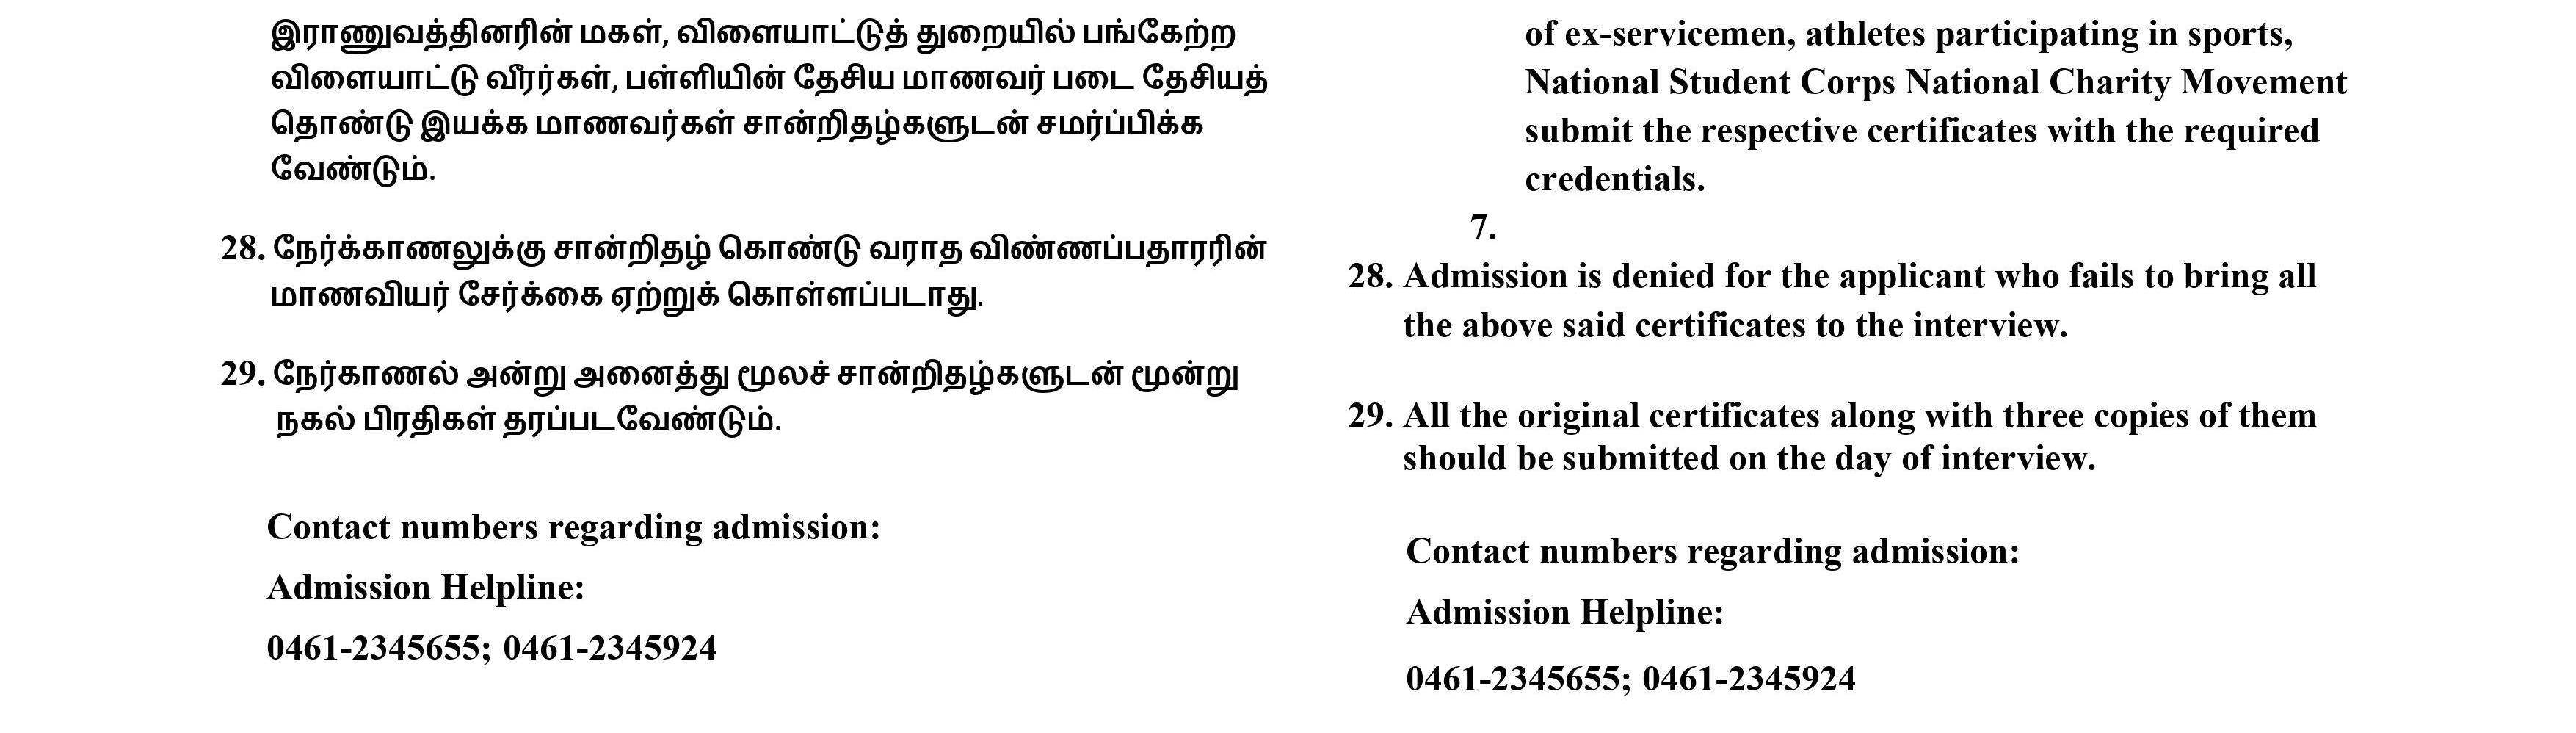 இராணுவத்தினரின் மகள், விளையாட்டுத் துறையில் பங்கேற்ற
விளையாட்டு வீரர்கள், பள்ளியின் தேசிய மாணவர் படை தேசியத்
தொண்டு இயக்க மாணவர்கள் சான்றிதழ்களுடன் சமர்ப்பிக்க
வேண்டும்.
28. நேர்க்காணலுக்கு சான்றிதழ் கொண்டு வராத விண்ணப்பதாரரின்
மாணவியர் சேர்க்கை ஏற்றுக் கொள்ளப்படாது.
29. நேர்காணல் அன்று அனைத்து மூலச் சான்றிதழ்களுடன் மூன்று
நகல் பிரதிகள் தரப்படவேண்டும்.
Contact numbers regarding admission:
Admission Helpline:
0461-2345655; 0461-2345924
of ex-servicemen, athletes participating in sports,
National Student Corps National Charity Movement
submit the respective certificates with the required
credentials.
7.
28. Admission is denied for the applicant who fails to bring all
the above said certificates to the interview.
29. All the original certificates along with three copies of them
should be submitted on the day of interview.
Contact numbers regarding admission:
Admission Helpline:
0461-2345655; 0461-2345924